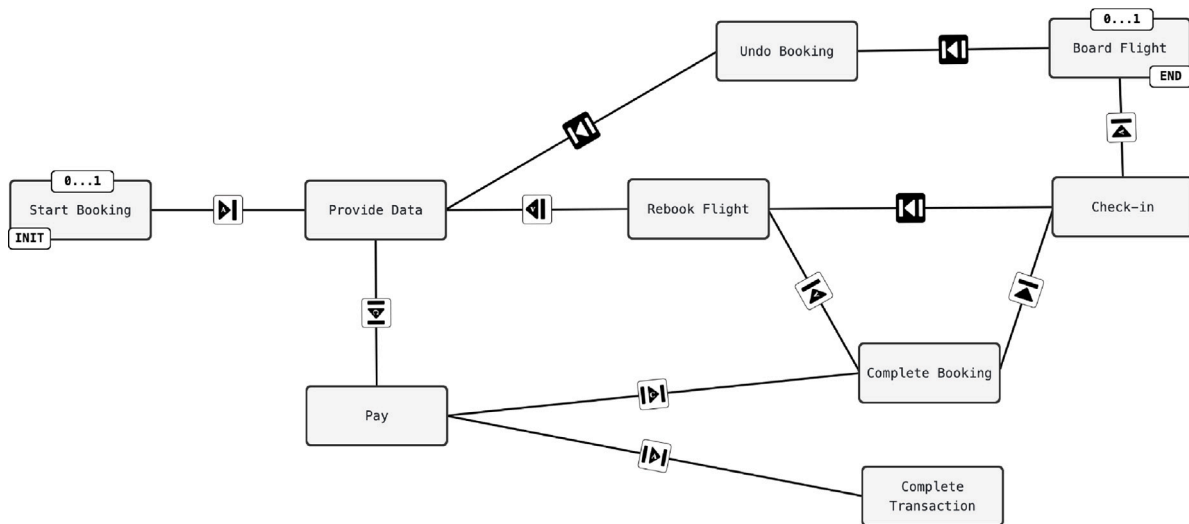 0...1
Undo Booking
Board Flight
END
0...1
Start Booking
INIT
Provide Data
Rebook Flight
Check-in
Complete Booking
Pay
Complete
Transaction